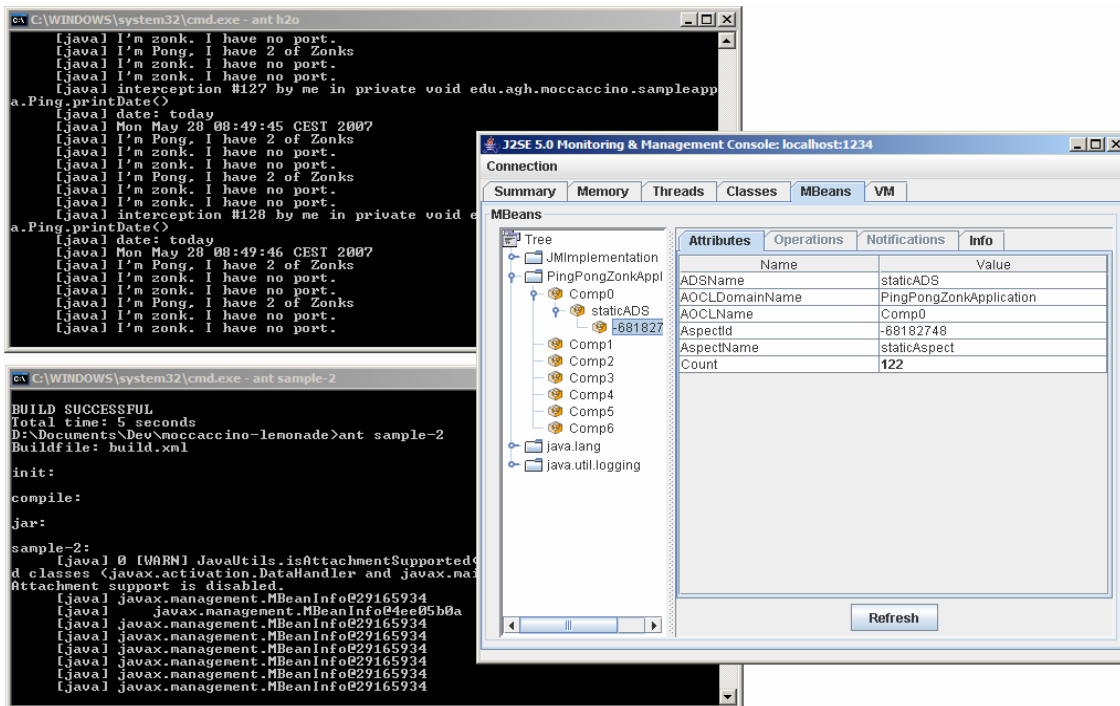 C:\WINDOWS\system32\cmd.exe - ant h2o
[java] I'm zonk. I have no port.
[java] I'm Pong, I have 2 of Zonks
[java] I'm zonk. I have no port.
[java] I'm zonk. I have no port.
[java] interception #127 by me in private void edu.agh.moccaccino.sampleapp
a.Ping.printDate()
[java] date: today
[java] Mon May 28 08:49:45 CEST 2007
[java] I'm Pong, I have 2 of Zonks
[java] I'm zonk. I have no port.
[java] I'm zonk. I have no port.
[java] I'm Pong, I have 2 of Zonks
[java] I'm zonk. I have no port.
[java] I'm zonk. I have no port.
[java] interception #128 by me in private void e
a.Ping.printDate()
[java] date: today
[java] Mon May 28 08:49:46 CEST 2007
[java] I'm Pong, I have 2 of Zonks
[java] I'm zonk. I have no port.
[java] I'm zonk. I have no port.
[java] I'm Pong, I have 2 of Zonks
[java] I'm zonk. I have no port.
[java] I'm zonk. I have no port.
C:\WINDOWS\system32\cmd.exe - ant sample-2
BUILD SUCCESSFUL
Total time: 5 seconds
D:\Documents\Dev\moccaccino-lemonade>ant sample-2
Buildfile: build.xml
init:
compile:
jar:
sample-2:
[java] 0 [WARN] JavaUtils.isAttachmentSupported(
d classes (javax.activation.DataHandler and javax.mai
Attachment support is disabled.
[java] javax.management.MBeanInfo@29165934
[java] javax.management.MBeanInfo@4ee05b0a
[java] javax.management.MBeanInfo@29165934
[java] javax.management.MBeanInfo@29165934
[java] javax.management.MBeanInfo@29165934
[java] javax.management.MBeanInfo@29165934
[java] javax.management.MBeanInfo@29165934
[java] javax.management.MBeanInfo@29165934
J2SE 5.0 Monitoring & Management Console: localhost:1234
Connection
Summary Memory Threads Classes MBeans VM
MBeans
Tree
JMImplementation
PingPongZonkAppl
Comp0
staticADS
-681827
Comp1
Comp2
Comp3
Comp4
Comp5
Comp6
java.lang
java.util.logging
Attributes Operations Notifications Info
Name Value
ADSName staticADS
AOCLDomainName PingPongZonkApplication
AOCLName Comp0
AspectId -68182748
AspectName staticAspect
Count 122
Refresh